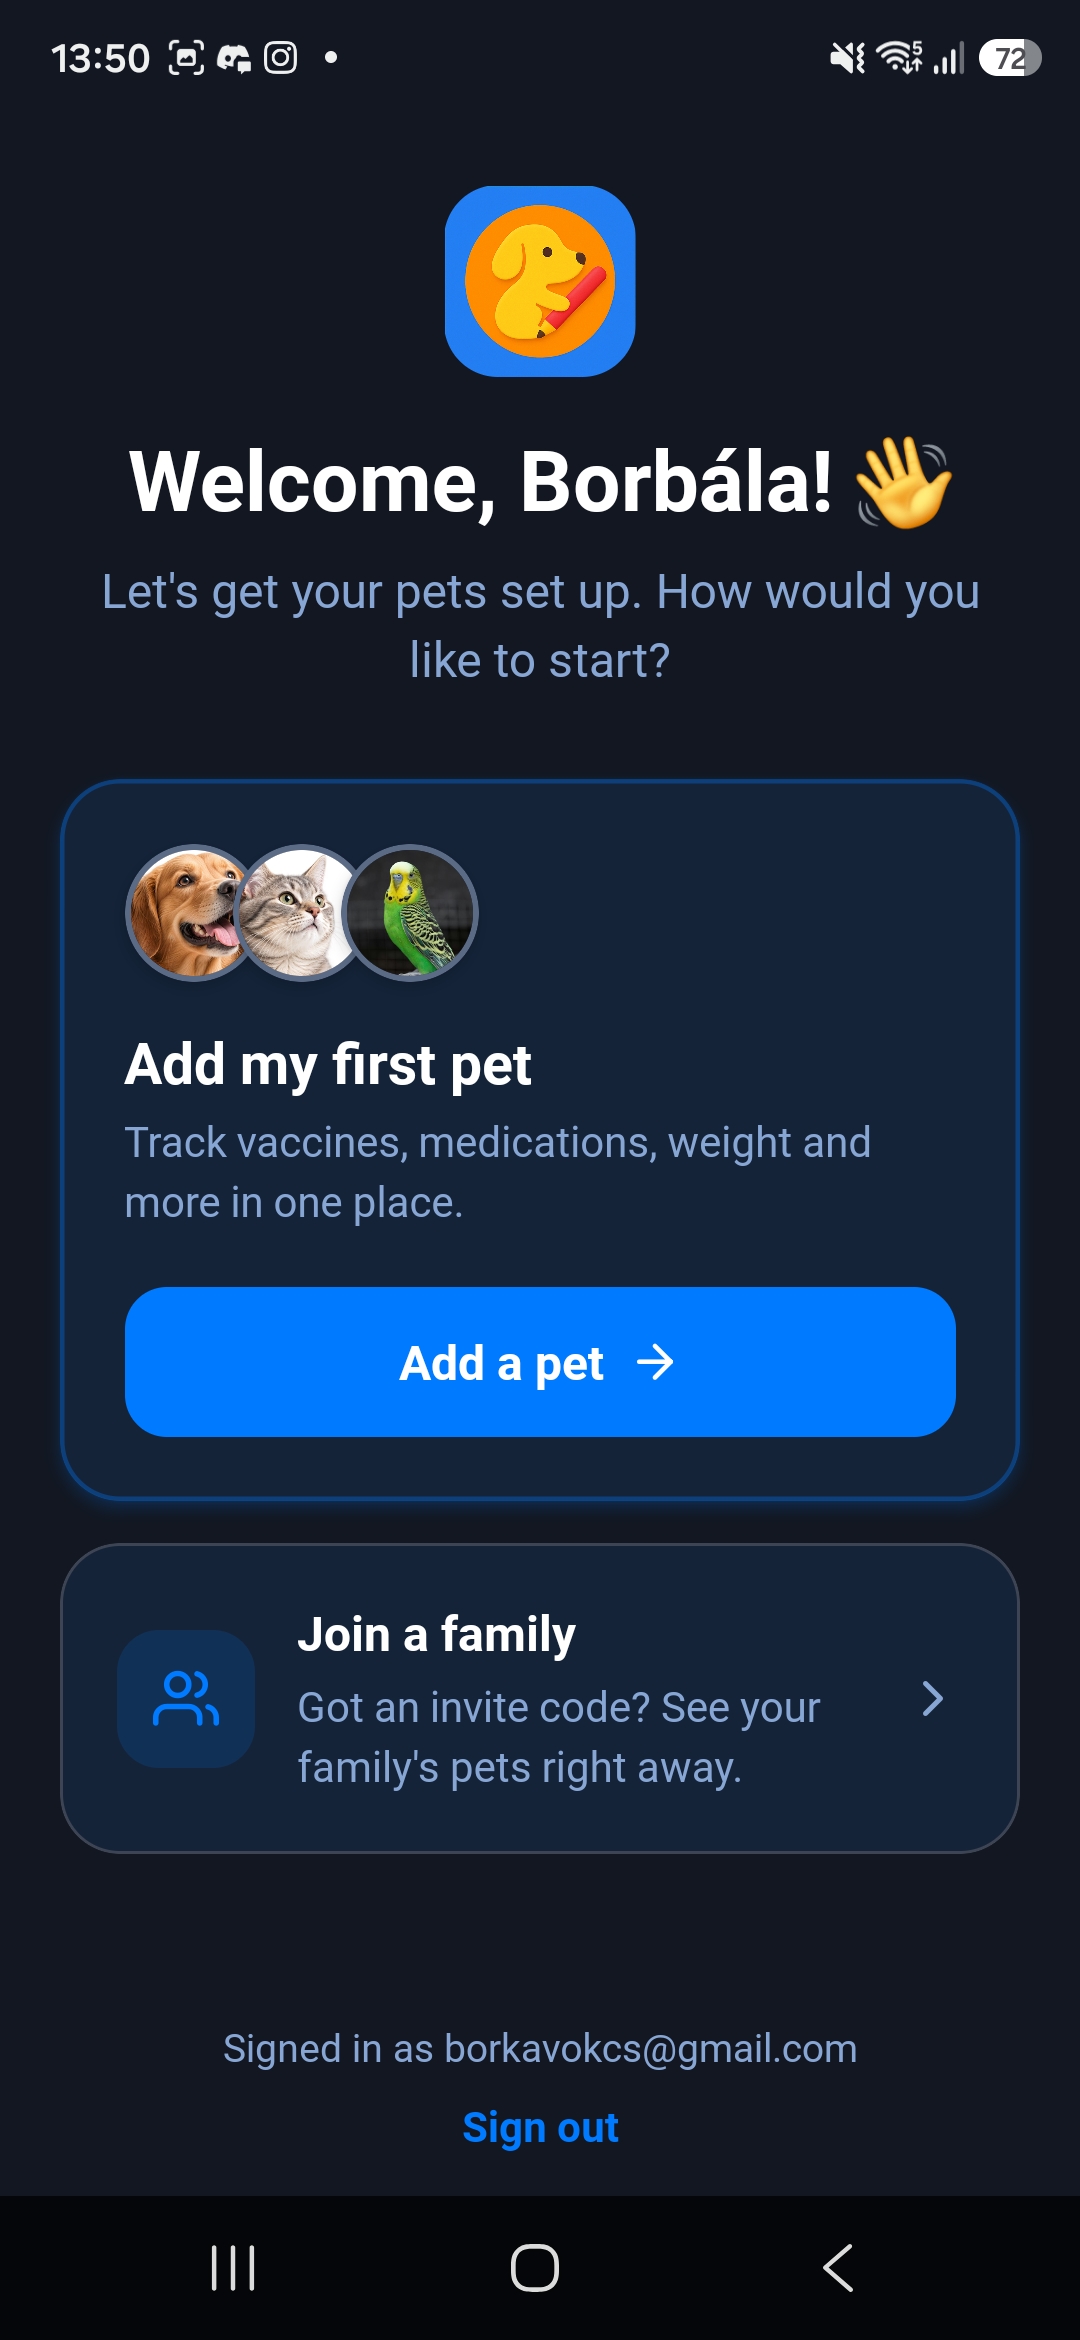 13:50
5
72
Welcome, Borbála! 👋
Let's get your pets set up. How would you
like to start?
Add my first pet
Track vaccines, medications, weight and
more in one place.
Add a pet →
Join a family
Got an invite code? See your
family's pets right away.
Signed in as borkavokcs@gmail.com
Sign out